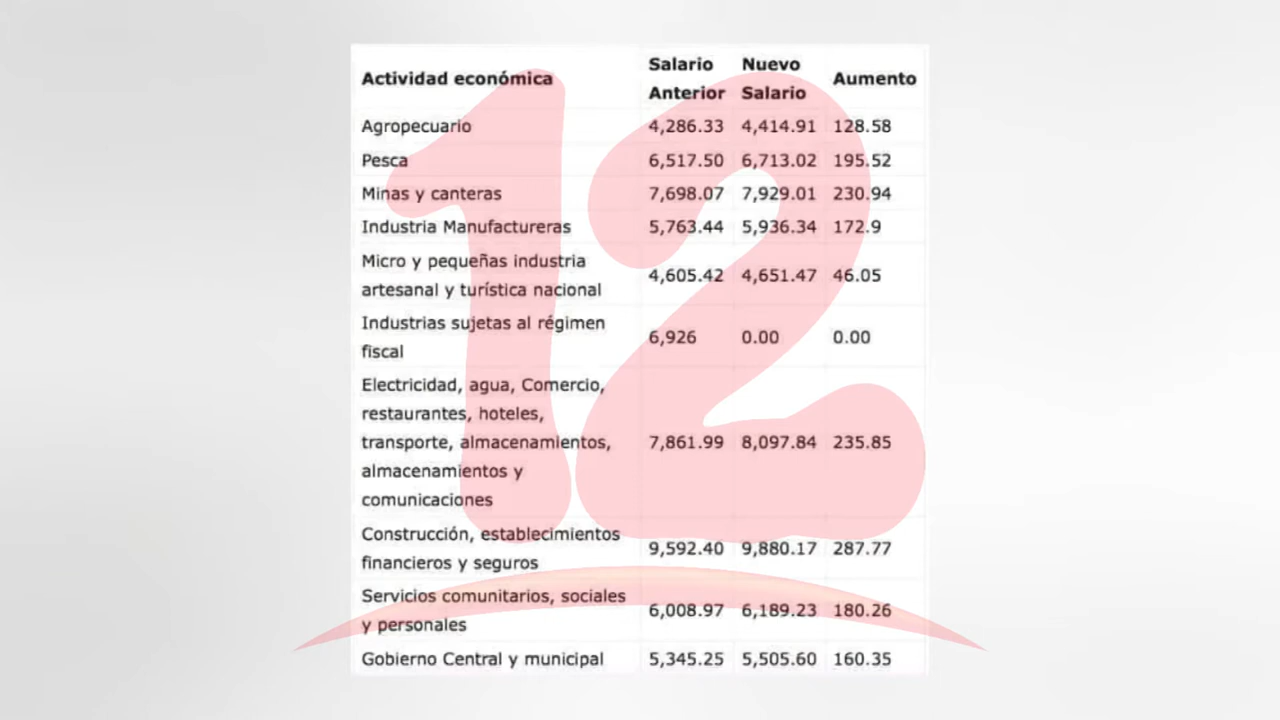 Actividad económica Salario Anterior Nuevo Salario Aumento
Agropecuario 4,286.33 4,414.91 128.58
Pesca 6,517.50 6,713.02 195.52
Minas y canteras 7,698.07 7,929.01 230.94
Industria Manufactureras 5,763.44 5,936.34 172.9
Micro y pequeñas industria
artesanal y turística nacional 4,605.42 4,651.47 46.05
Industrias sujetas al régimen
fiscal 6,926 0.00 0.00
Electricidad, agua, Comercio,
restaurantes, hoteles,
transporte, almacenamientos, 7,861.99 8,097.84 235.85
almacenamientos y
comunicaciones
Construcción, establecimientos
financieros y seguros 9,592.40 9,880.17 287.77
Servicios comunitarios, sociales
y personales 6,008.97 6,189.23 180.26
Gobierno Central y municipal 5,345.25 5,505.60 160.35
12